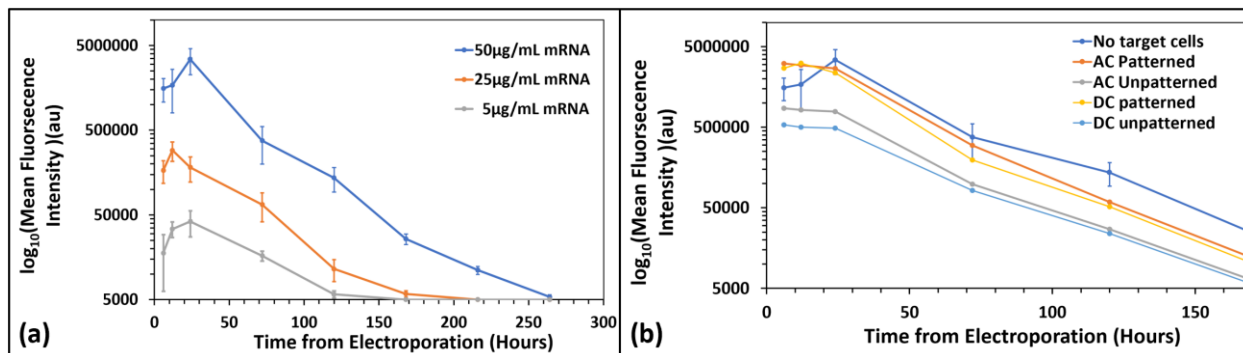 5000000
500000
50000
5000
log₁₀(Mean Fluorsecence
Intensity )(au)
50µg/mL mRNA
25µg/mL mRNA
5µg/mL mRNA
0 50 100 150 200 250 300
(a)
Time from Electroporation (Hours)
5000000
500000
50000
5000
log₁₀(Mean Fluorescence
Intensity )(au)
No target cells
AC Patterned
AC Unpatterned
DC patterned
DC unpatterned
0 50 100 150
(b)
Time from Electroporation (Hours)